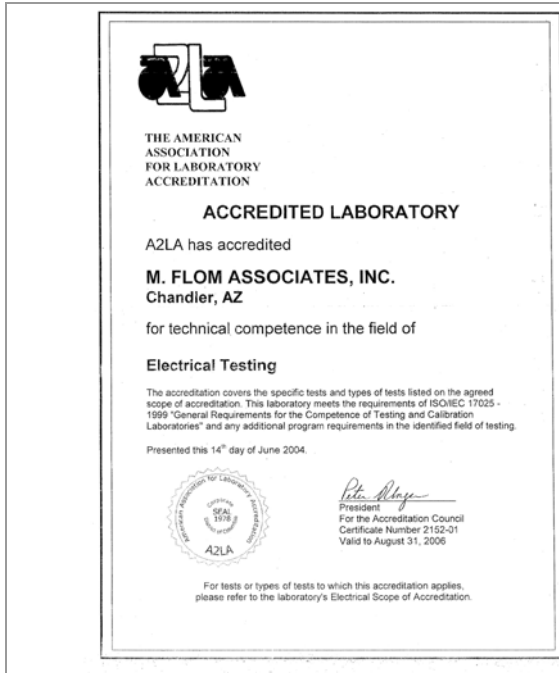 A2LA
THE AMERICAN
ASSOCIATION
FOR LABORATORY
ACCREDITATION
ACCREDITED LABORATORY
A2LA has accredited
M. FLOM ASSOCIATES, INC.
Chandler, AZ
for technical competence in the field of
Electrical Testing
The accreditation covers the specific tests and types of tests listed on the agreed
scope of accreditation. This laboratory meets the requirements of ISO/IEC 17025 -
1999 "General Requirements for the Competence of Testing and Calibration
Laboratories" and any additional program requirements in the identified field of testing.
Presented this 14th day of June 2004.
American Association for Laboratory Accreditation
Corporate
SEAL
1978
District of Columbia
A2LA
Peter
President
For the Accreditation Council
Certificate Number 2152-01
Valid to August 31, 2006
For tests or types of tests to which this accreditation applies,
please refer to the laboratory's Electrical Scope of Accreditation.